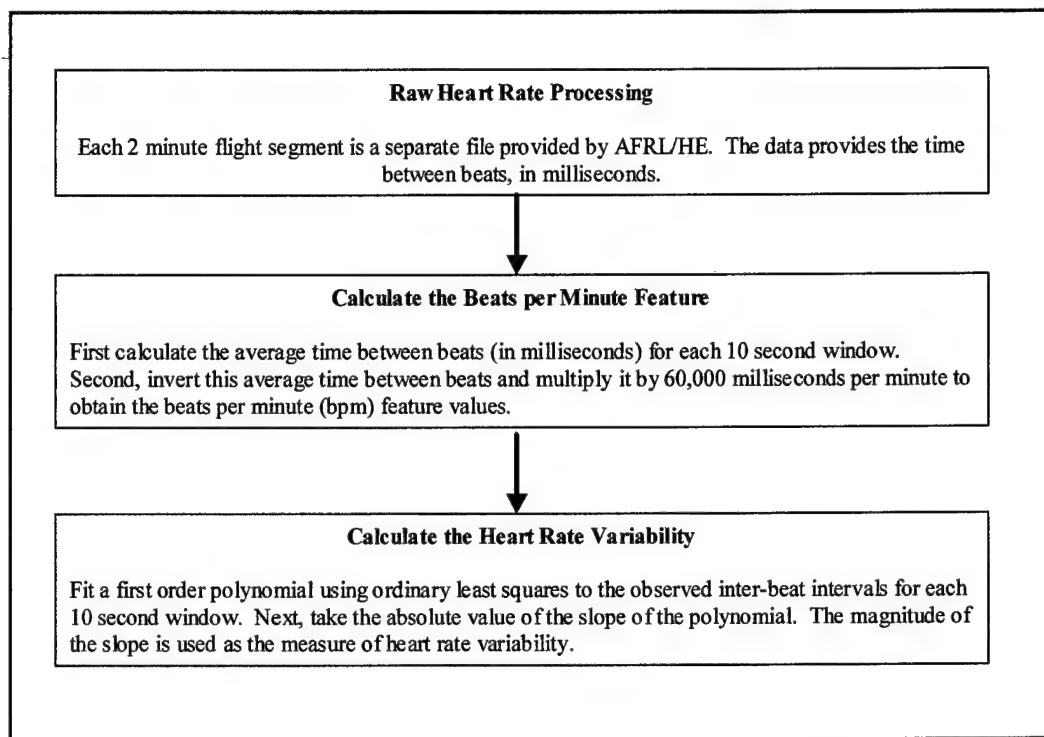 Raw Heart Rate Processing
Each 2 minute flight segment is a separate file provided by AFRL/HE. The data provides the time
between beats, in milliseconds.
Calculate the Beats per Minute Feature
First calculate the average time between beats (in milliseconds) for each 10 second window.
Second, invert this average time between beats and multiply it by 60,000 milliseconds per minute to
obtain the beats per minute (bpm) feature values.
Calculate the Heart Rate Variability
Fit a first order polynomial using ordinary least squares to the observed inter-beat intervals for each
10 second window. Next, take the absolute value of the slope of the polynomial. The magnitude of
the slope is used as the measure of heart rate variability.